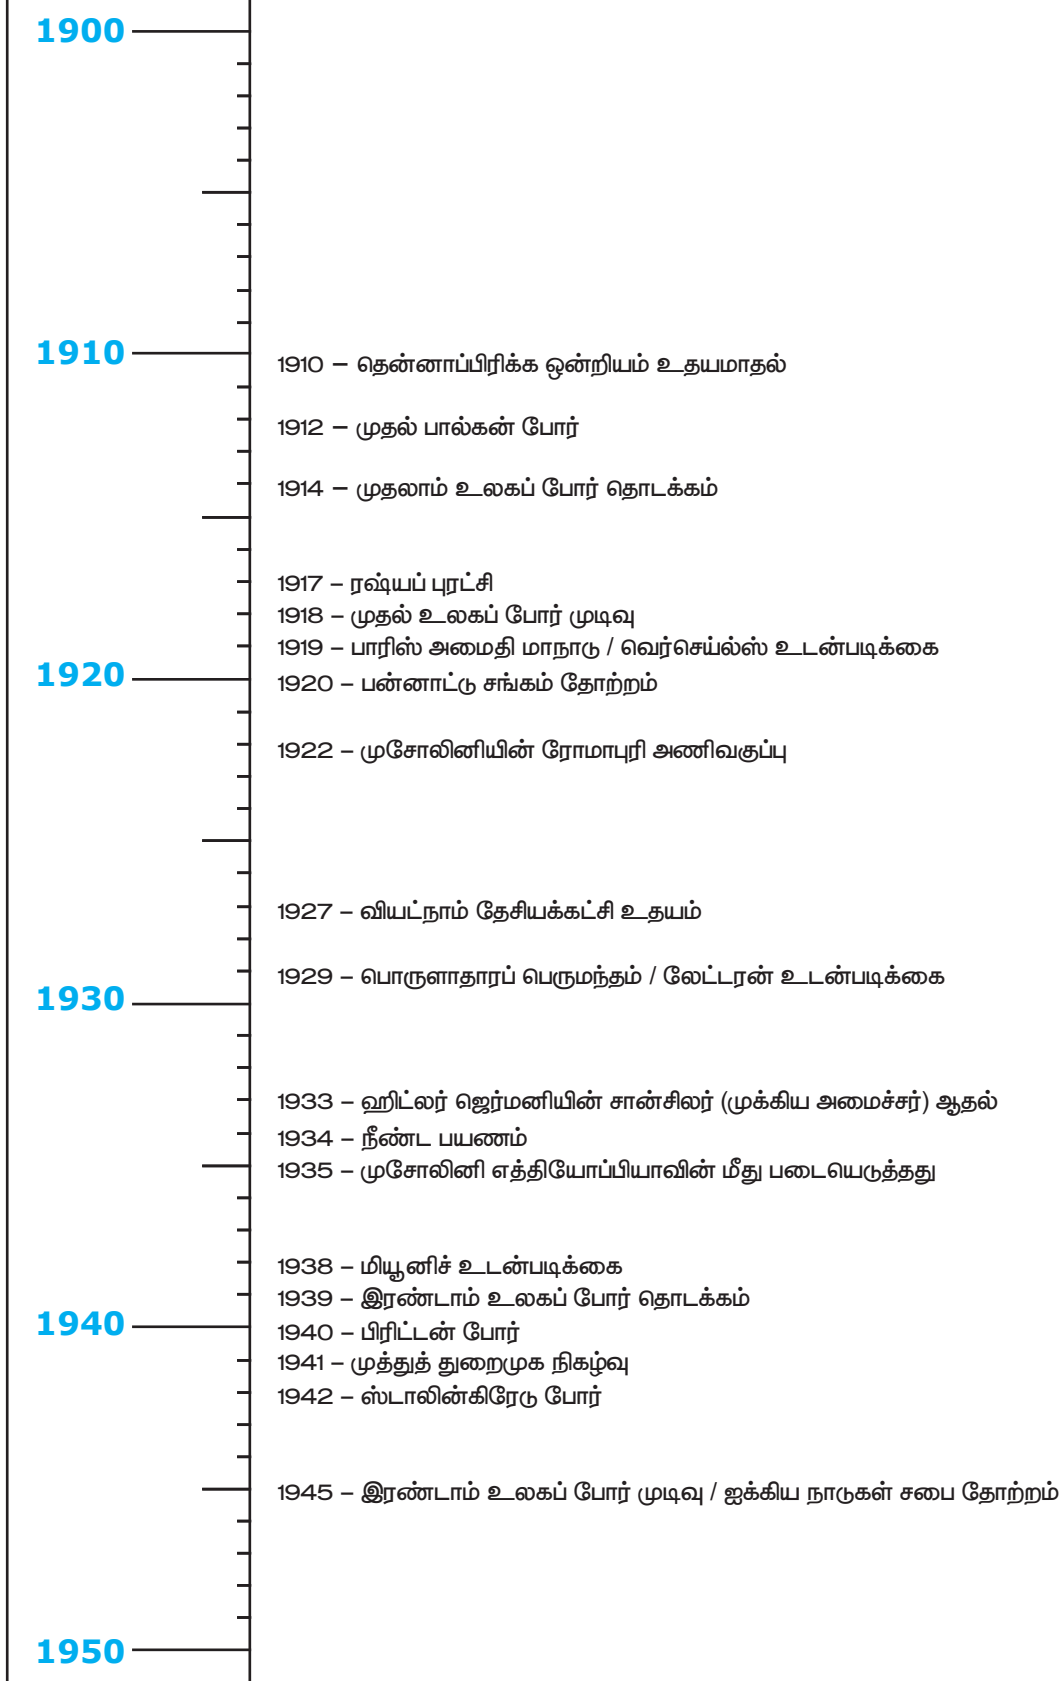 1900
1910
1910 – தென்னாப்பிரிக்க ஒன்றியம் உதயமாதல்
1912 – முதல் பால்கன் போர்
1914 – முதலாம் உலகப் போர் தொடக்கம்
1917 – ரஷ்யப் புரட்சி
1918 – முதல் உலகப் போர் முடிவு
1919 – பாரிஸ் அமைதி மாநாடு / வெர்செய்ல்ஸ் உடன்படிக்கை
1920
1920 – பன்னாட்டு சங்கம் தோற்றம்
1922 – முசோலினியின் ரோமாபுரி அணிவகுப்பு
1927 – வியட்நாம் தேசியக்கட்சி உதயம்
1929 – பொருளாதாரப் பெருமந்தம் / லேட்டரன் உடன்படிக்கை
1930
1933 – ஹிட்லர் ஜெர்மனியின் சான்சிலர் (முக்கிய அமைச்சர்) ஆதல்
1934 – நீண்ட பயணம்
1935 – முசோலினி எத்தியோப்பியாவின் மீது படையெடுத்தது
1938 – மியூனிச் உடன்படிக்கை
1939 – இரண்டாம் உலகப் போர் தொடக்கம்
1940
1940 – பிரிட்டன் போர்
1941 – முத்துத் துறைமுக நிகழ்வு
1942 – ஸ்டாலின்கிரேடு போர்
1945 – இரண்டாம் உலகப் போர் முடிவு / ஐக்கிய நாடுகள் சபை தோற்றம்
1950